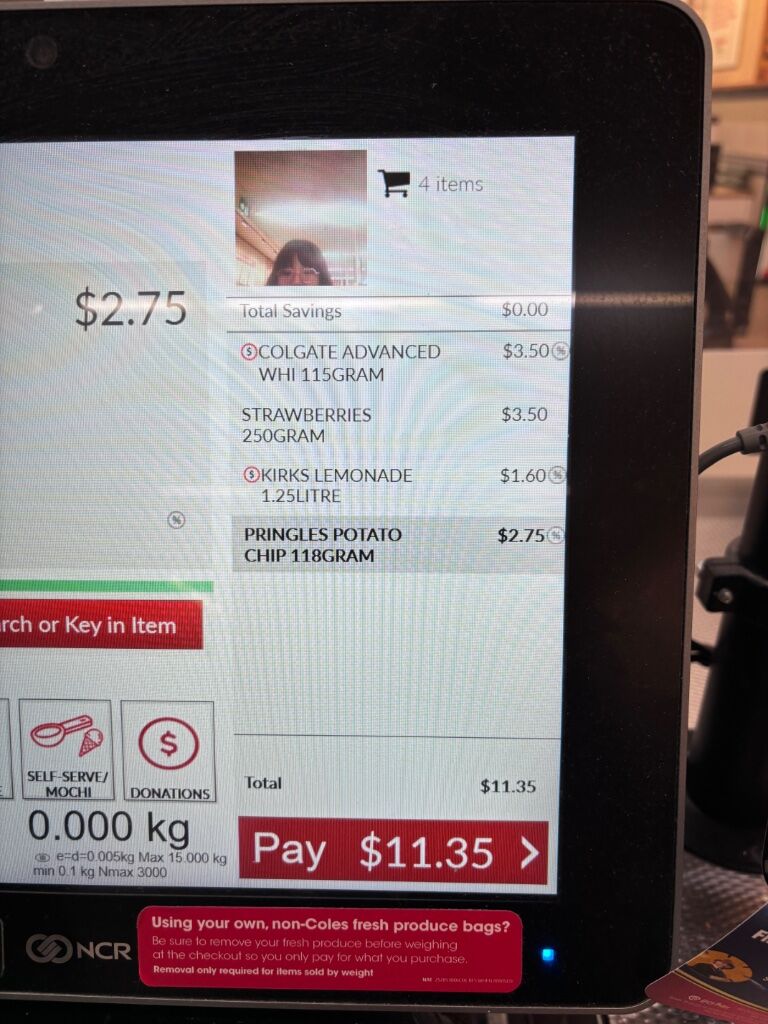 4 items
$2.75
Total Savings $0.00
$ COLGATE ADVANCED $3.50 %
WHI 115GRAM
STRAWBERRIES $3.50
250GRAM
$ KIRKS LEMONADE $1.60 %
1.25LITRE
%
PRINGLES POTATO $2.75 %
CHIP 118GRAM
rch or Key in Item
SELF-SERVE/
MOCHI
$
DONATIONS
Total $11.35
0.000 kg
e=d=0.005kg Max 15.000 kg
min 0.1 kg Nmax 3000
Pay $11.35 >
NCR
Using your own, non-Coles fresh produce bags?
Be sure to remove your fresh produce before weighing
at the checkout so you only pay for what you purchase.
Removal only required for items sold by weight